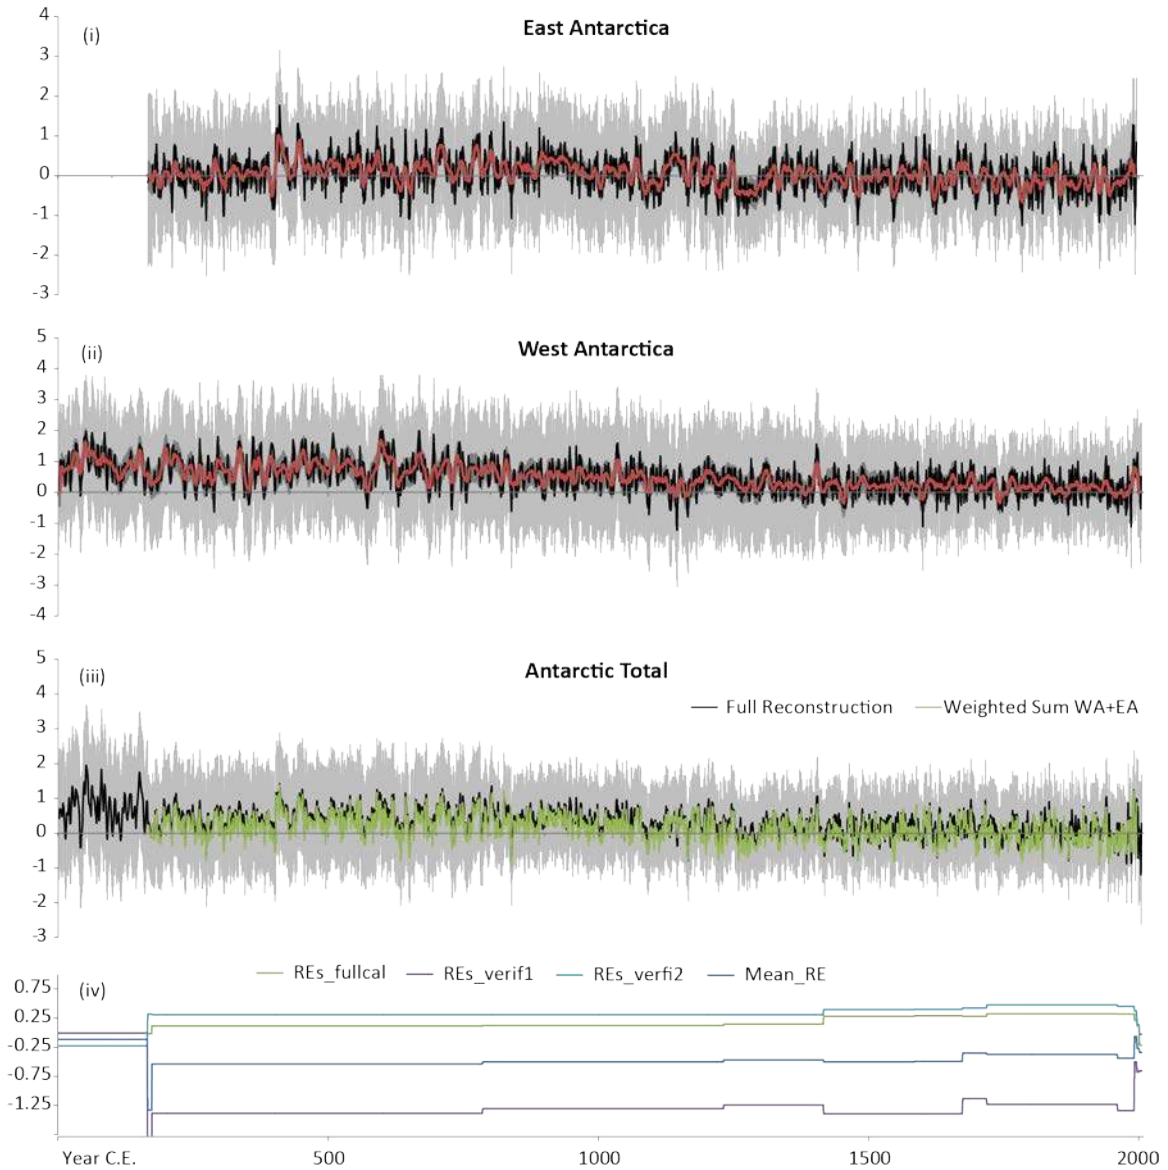 East Antarctica
(i)
4
3
2
1
0
-1
-2
-3
West Antarctica
(ii)
5
4
3
2
1
0
-1
-2
-3
-4
Antarctic Total
(iii)
Full Reconstruction
Weighted Sum WA+EA
5
4
3
2
1
0
-1
-2
-3
REs_fullcal
REs_verif1
REs_verfi2
Mean_RE
(iv)
0.75
0.25
-0.25
-0.75
-1.25
Year C.E.
500
1000
1500
2000